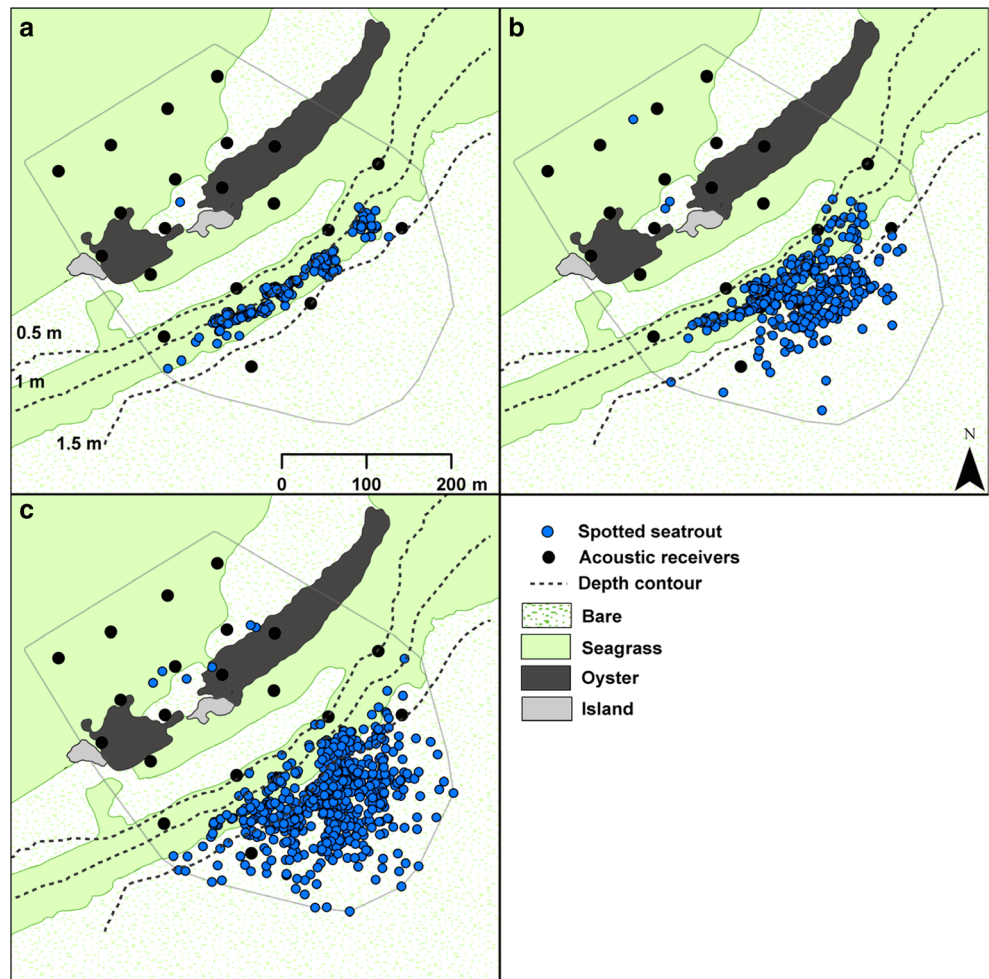 a
b
0.5 m
1 m
1.5 m
0 100 200 m
N
c
Spotted seatrout
Acoustic receivers
Depth contour
Bare
Seagrass
Oyster
Island